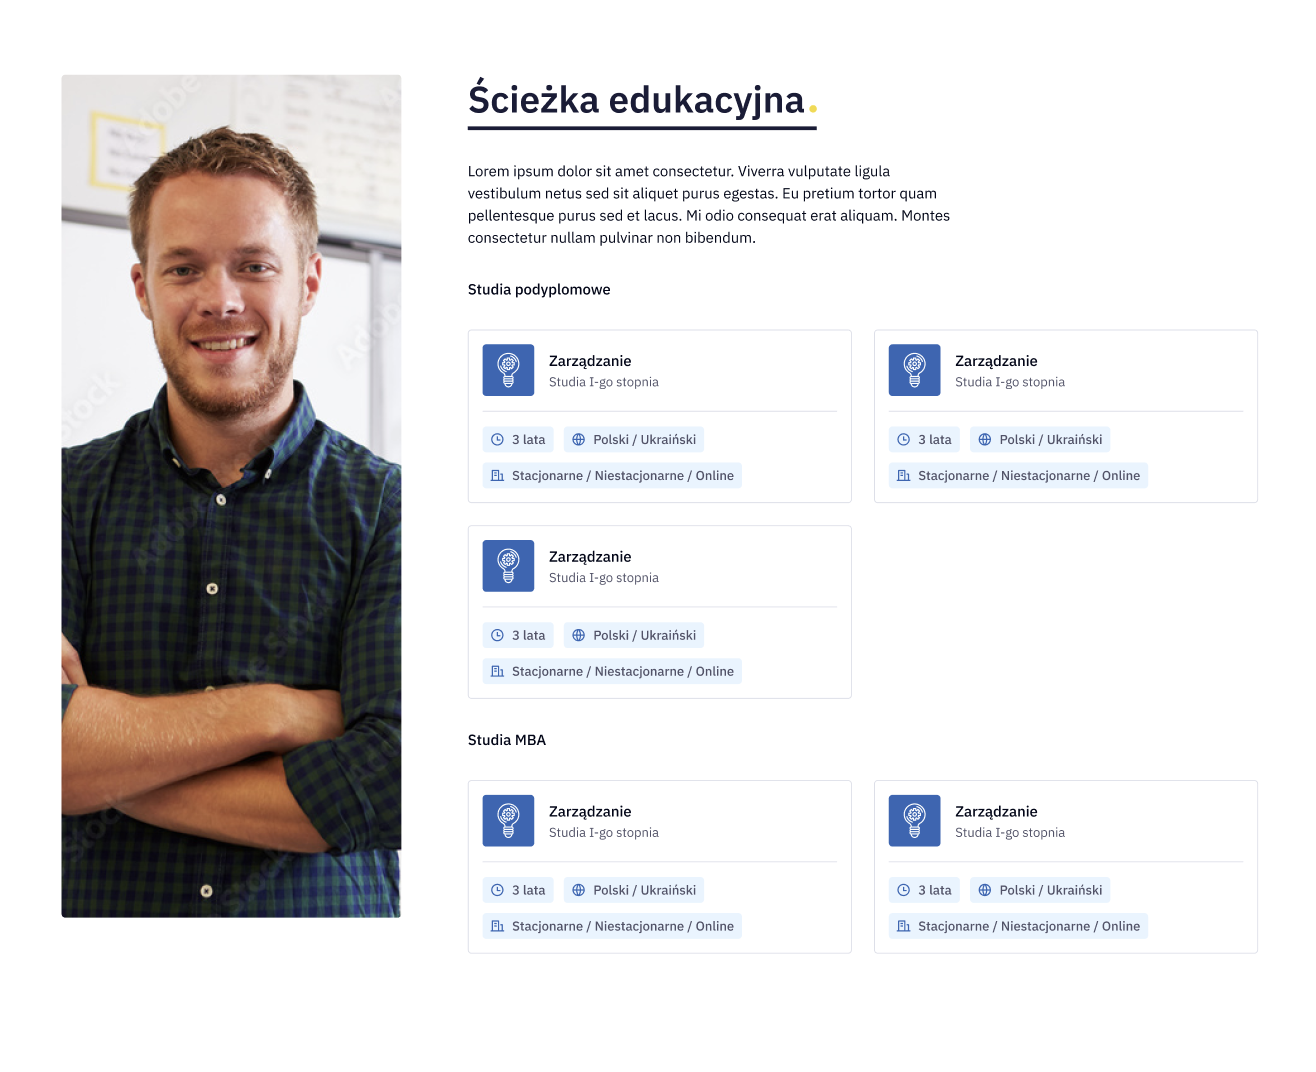 Ścieżka edukacyjna.
Lorem ipsum dolor sit amet consectetur. Viverra vulputate ligula
vestibulum netus sed sit aliquet purus egestas. Eu pretium tortor quam
pellentesque purus sed et lacus. Mi odio consequat erat aliquam. Montes
consectetur nullam pulvinar non bibendum.
Studia podyplomowe
Zarządzanie
Studia I-go stopnia
3 lata
Polski / Ukraiński
Stacjonarne / Niestacjonarne / Online
Zarządzanie
Studia I-go stopnia
3 lata
Polski / Ukraiński
Stacjonarne / Niestacjonarne / Online
Zarządzanie
Studia I-go stopnia
3 lata
Polski / Ukraiński
Stacjonarne / Niestacjonarne / Online
Studia MBA
Zarządzanie
Studia I-go stopnia
3 lata
Polski / Ukraiński
Stacjonarne / Niestacjonarne / Online
Zarządzanie
Studia I-go stopnia
3 lata
Polski / Ukraiński
Stacjonarne / Niestacjonarne / Online